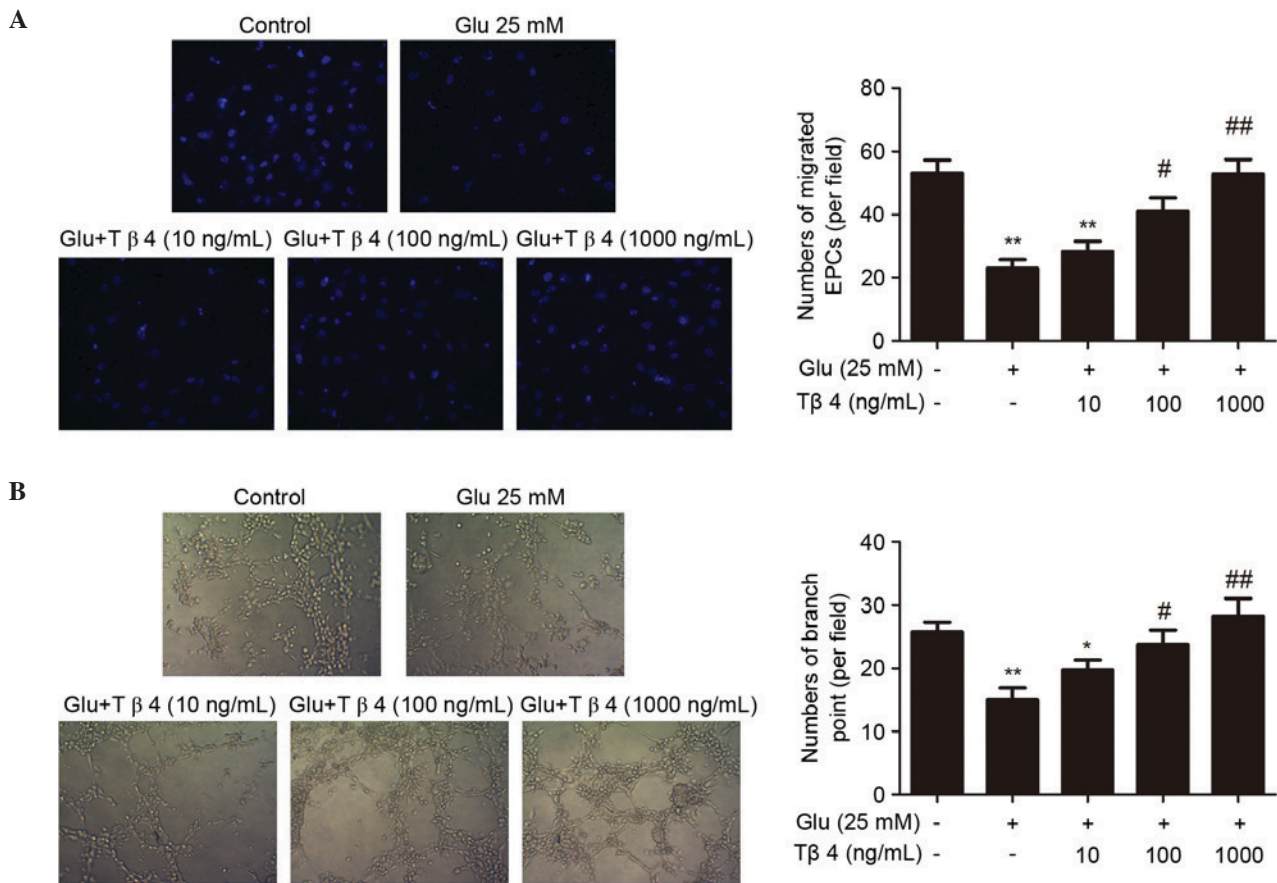 A
Control
Glu 25 mM
Glu+T β 4 (10 ng/mL)
Glu+T β 4 (100 ng/mL)
Glu+T β 4 (1000 ng/mL)
Numbers of migrated
EPCs (per field)
80
60
40
20
0
**
**
#
##
Glu (25 mM) - + + + +
Tβ 4 (ng/mL) - - 10 100 1000
B
Control
Glu 25 mM
Glu+T β 4 (10 ng/mL)
Glu+T β 4 (100 ng/mL)
Glu+T β 4 (1000 ng/mL)
Numbers of branch
point (per field)
40
30
20
10
0
**
*
#
##
Glu (25 mM) - + + + +
Tβ 4 (ng/mL) - - 10 100 1000